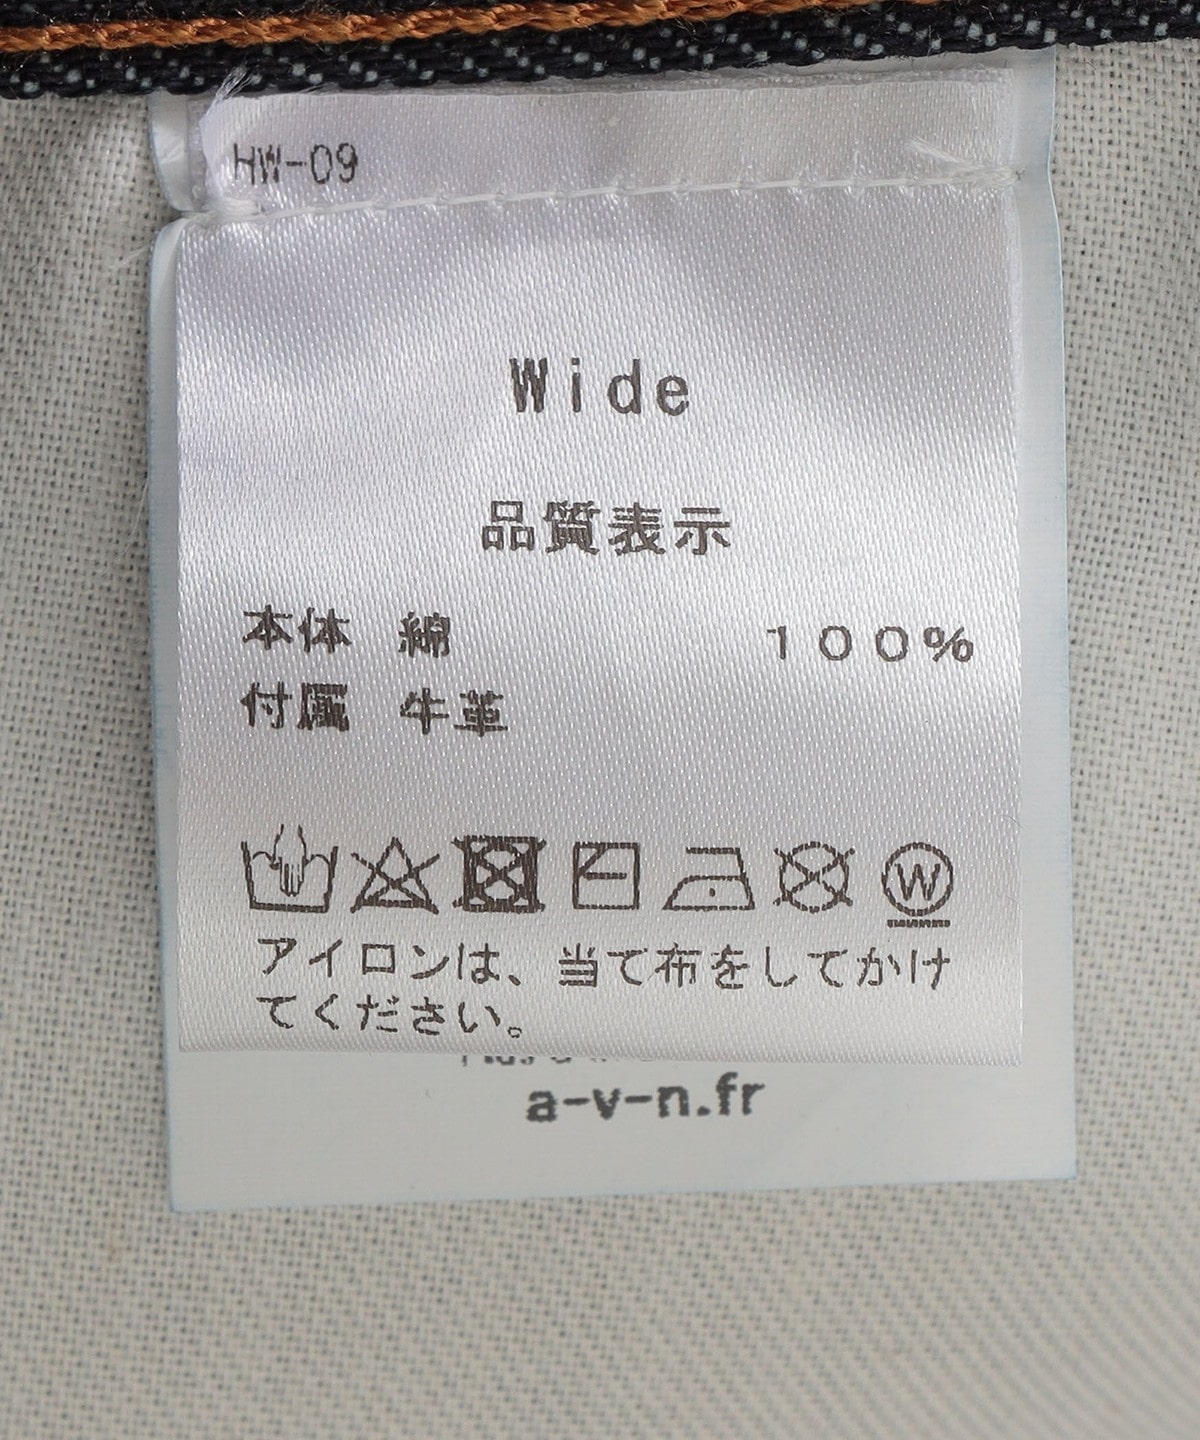 HW-09
Wide
品質表示
本体 綿 100%
付属 牛革
W
アイロンは、当て布をしてかけ
てください。
a-v-n.fr